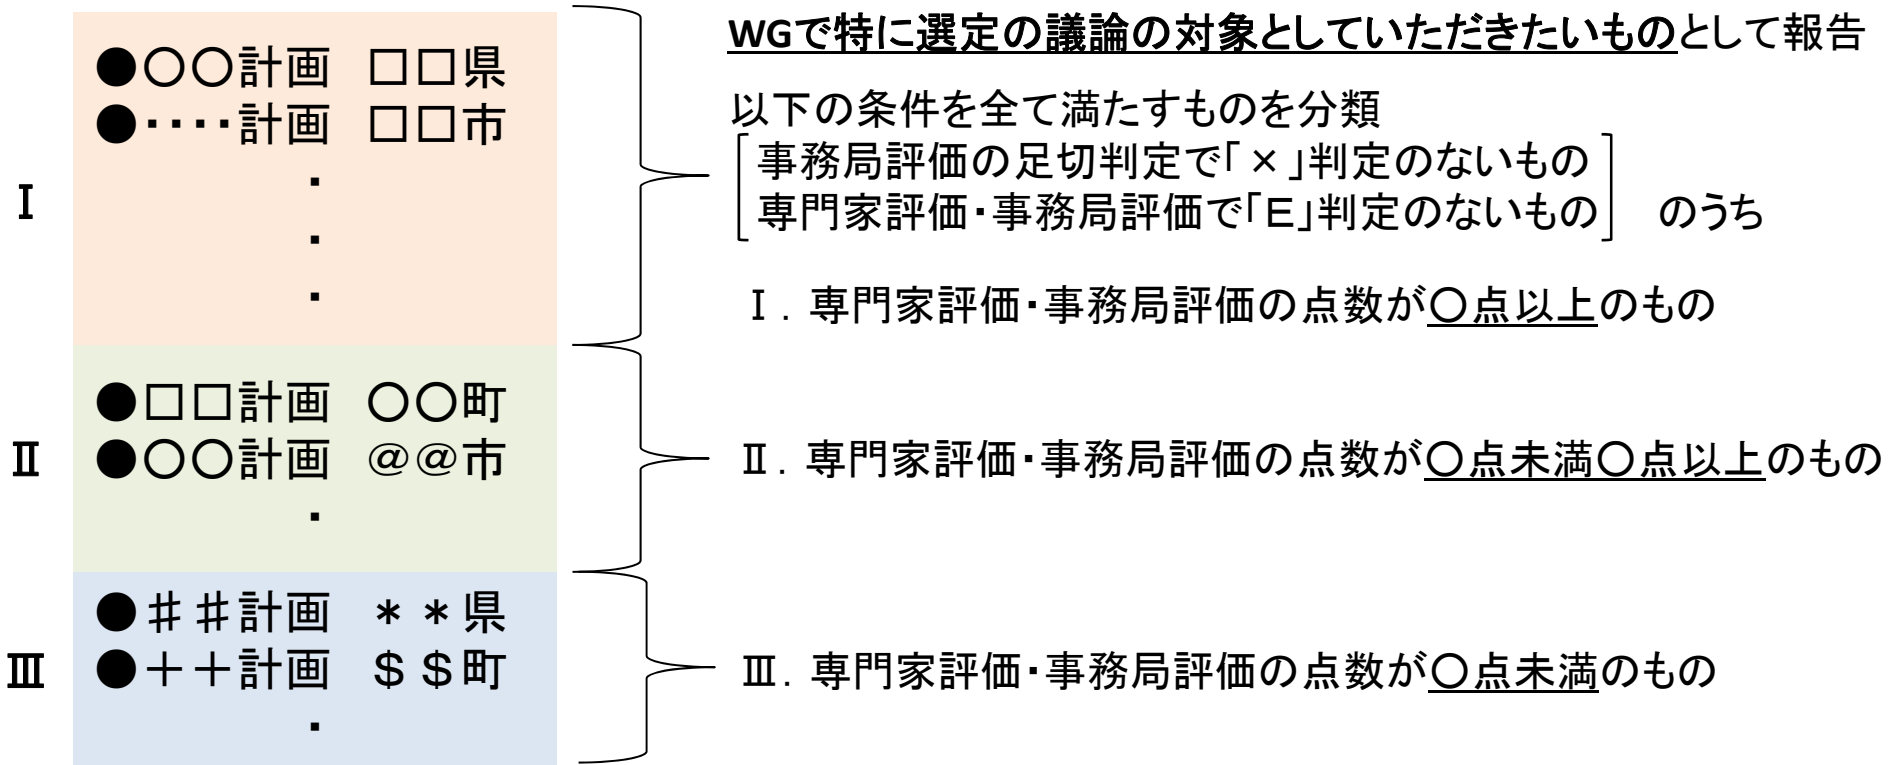 Ⅰ
●〇〇計画　□□県
●・・・・計画　□□市
・
・
・
WGで特に選定の議論の対象としていただきたいものとして報告
以下の条件を全て満たすものを分類
事務局評価の足切判定で「×」判定のないもの
専門家評価・事務局評価で「E」判定のないもの　のうち
Ⅰ．専門家評価・事務局評価の点数が〇点以上のもの
Ⅱ
●□□計画　〇〇町
●〇〇計画　＠＠市
・
Ⅱ．専門家評価・事務局評価の点数が〇点未満〇点以上のもの
Ⅲ
●＃＃計画　＊＊県
●＋＋計画　＄＄町
・
Ⅲ．専門家評価・事務局評価の点数が〇点未満のもの